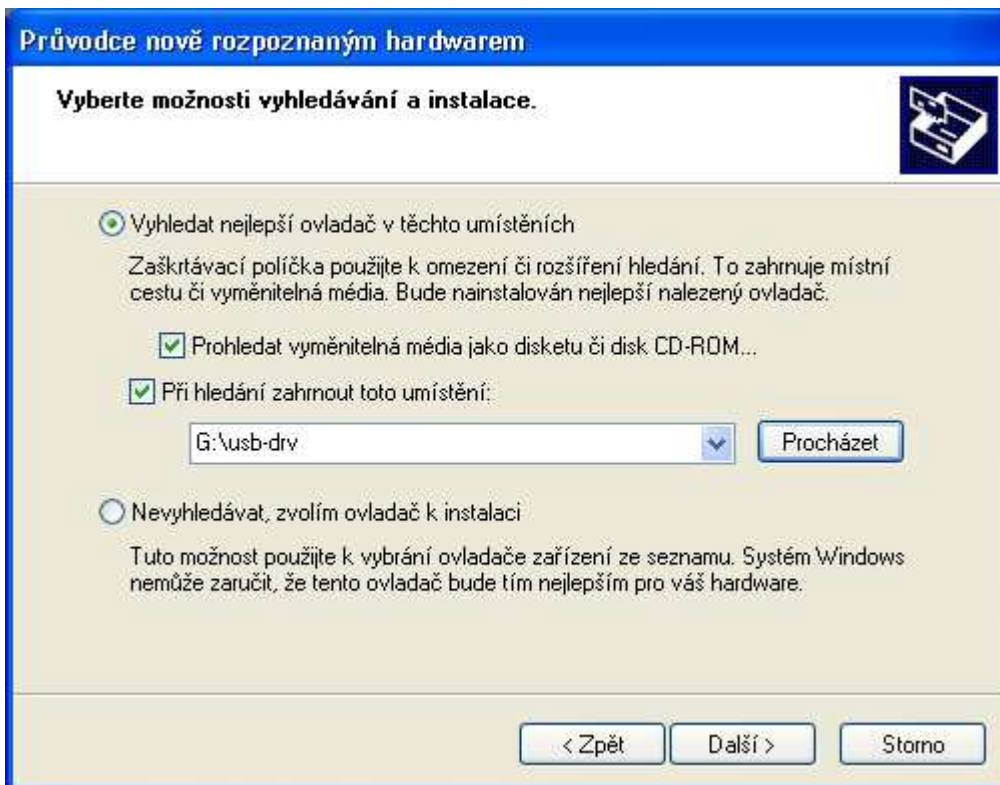 Průvodce nově rozpoznaným hardwarem
Vyberte možnosti vyhledávání a instalace.
Vyhledat nejlepší ovladač v těchto umístěních
Zaškrtávací políčka použijte k omezení či rozšíření hledání. To zahrnuje místní
cestu či vyměnitelná média. Bude nainstalován nejlepší nalezený ovladač.
Prohledat vyměnitelná média jako disketu či disk CD-ROM...
Při hledání zahrnout toto umístění:
G:\usb-drv
Procházet
Nevyhledávat, zvolím ovladač k instalaci
Tuto možnost použijte k vybrání ovladače zařízení ze seznamu. Systém Windows
nemůže zaručit, že tento ovladač bude tím nejlepším pro váš hardware.
< Zpět
Další >
Storno